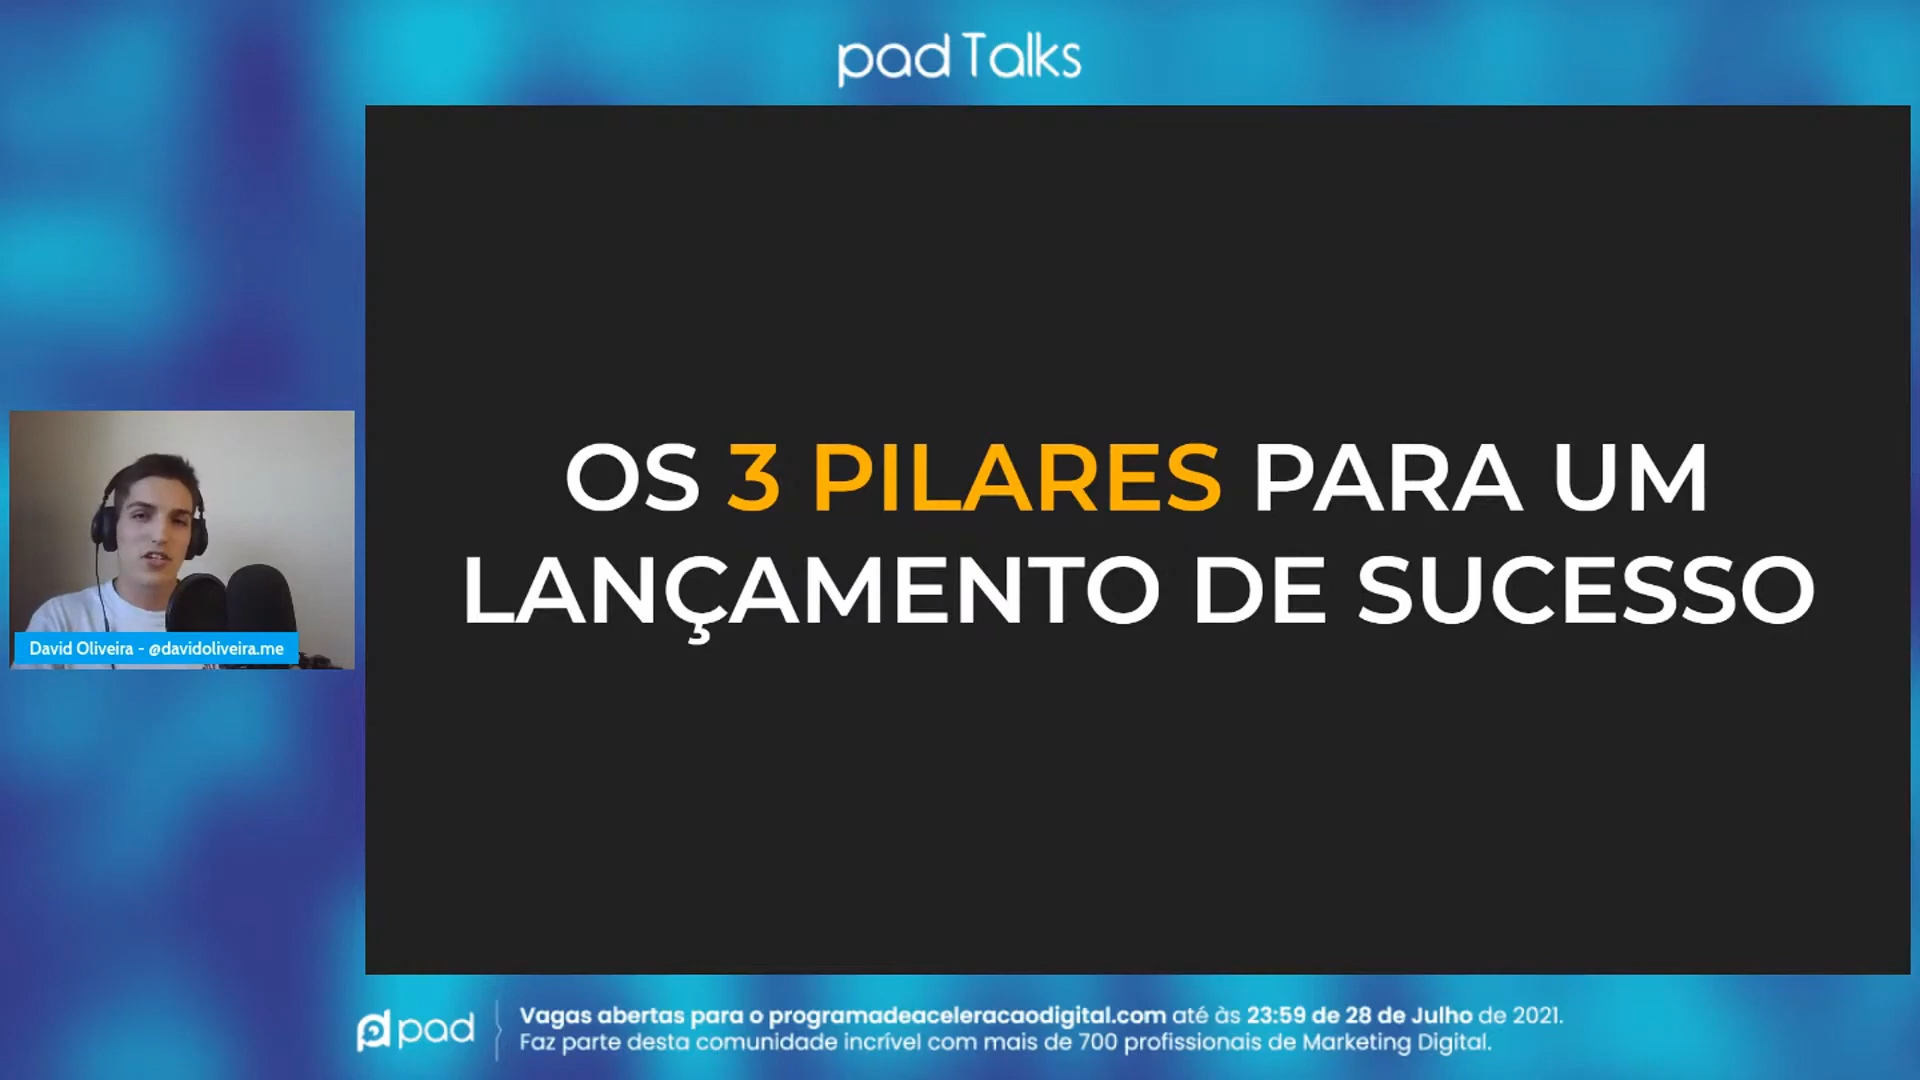 pad Talks
OS 3 PILARES PARA UM
LANÇAMENTO DE SUCESSO
David Oliveira - @davidoliveira.me
pad
Vagas abertas para o programadeaceleracaodigital.com até às 23:59 de 28 de Julho de 2021.
Faz parte desta comunidade incrível com mais de 700 profissionais de Marketing Digital.